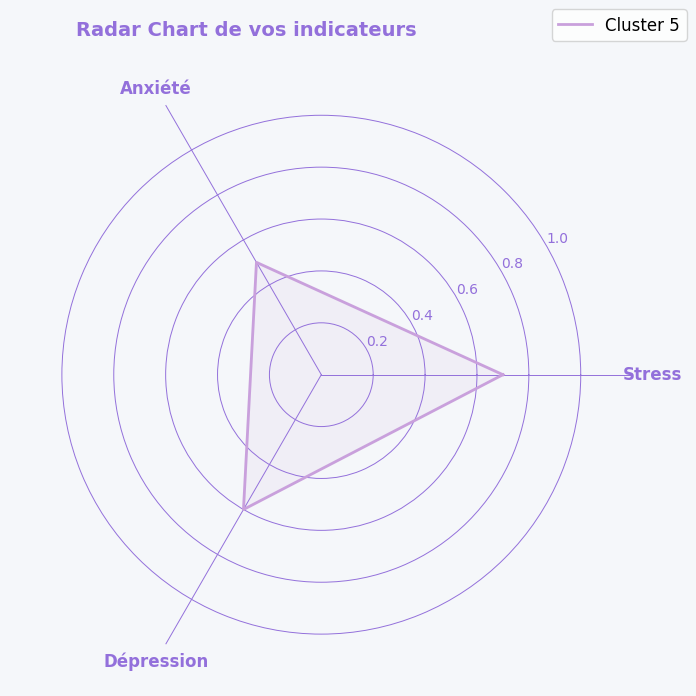 Radar Chart de vos indicateurs
Cluster 5
Anxiété
1.0
0.8
0.6
0.4
0.2
Stress
Dépression